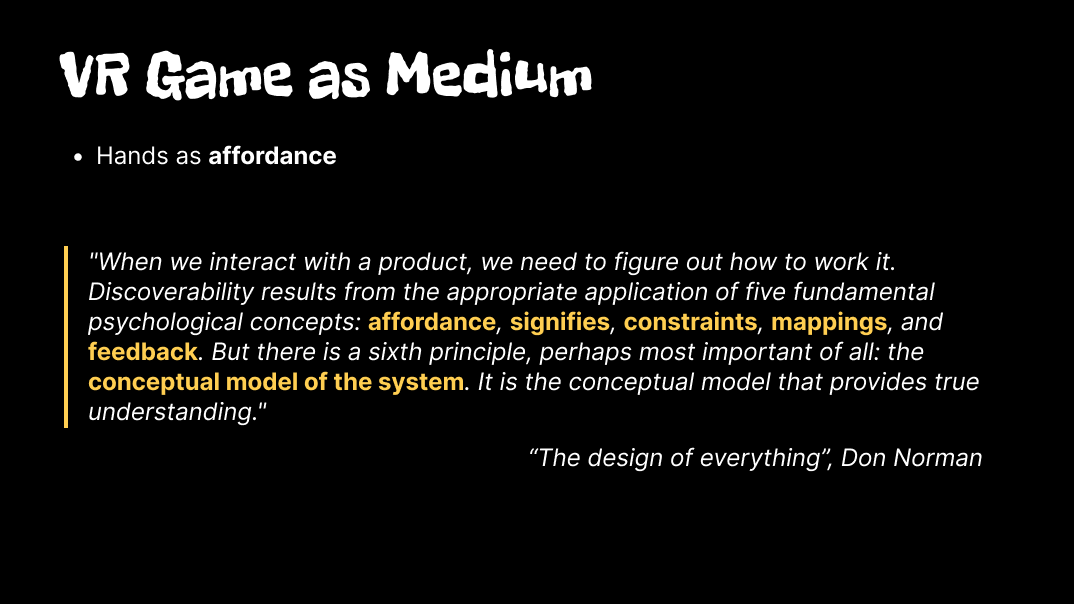 VR Game as Medium
• Hands as affordance
"When we interact with a product, we need to figure out how to work it.
Discoverability results from the appropriate application of five fundamental
psychological concepts: affordance, signifies, constraints, mappings, and
feedback. But there is a sixth principle, perhaps most important of all: the
conceptual model of the system. It is the conceptual model that provides true
understanding."
“The design of everything”, Don Norman